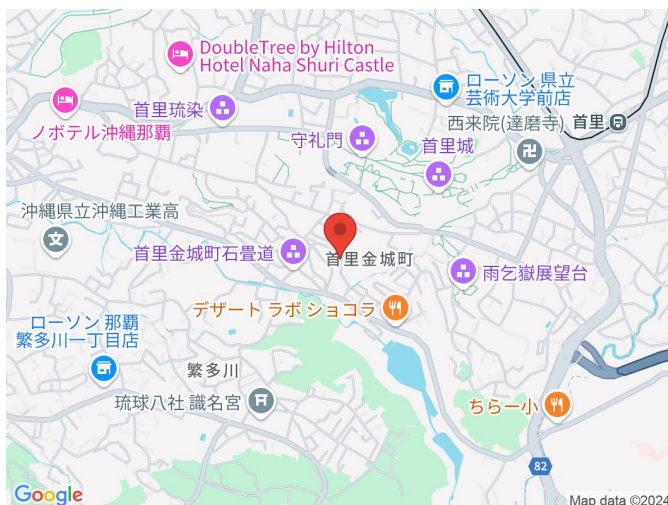 DoubleTree by Hilton
Hotel Naha Shuri Castle
ローソン 県立
芸術大学前店
ノボテル沖縄那覇
首里琉染
守礼門
首里城
西来院(達磨寺)
首里
沖縄県立沖縄工業高
首里金城町石畳道
首里金城町
雨乞嶽展望台
デザート ラボ ショコラ
ローソン 那覇
繁多川一丁目店
繁多川
琉球八社 識名宮
ちらー小
82
Google
Map data ©2024